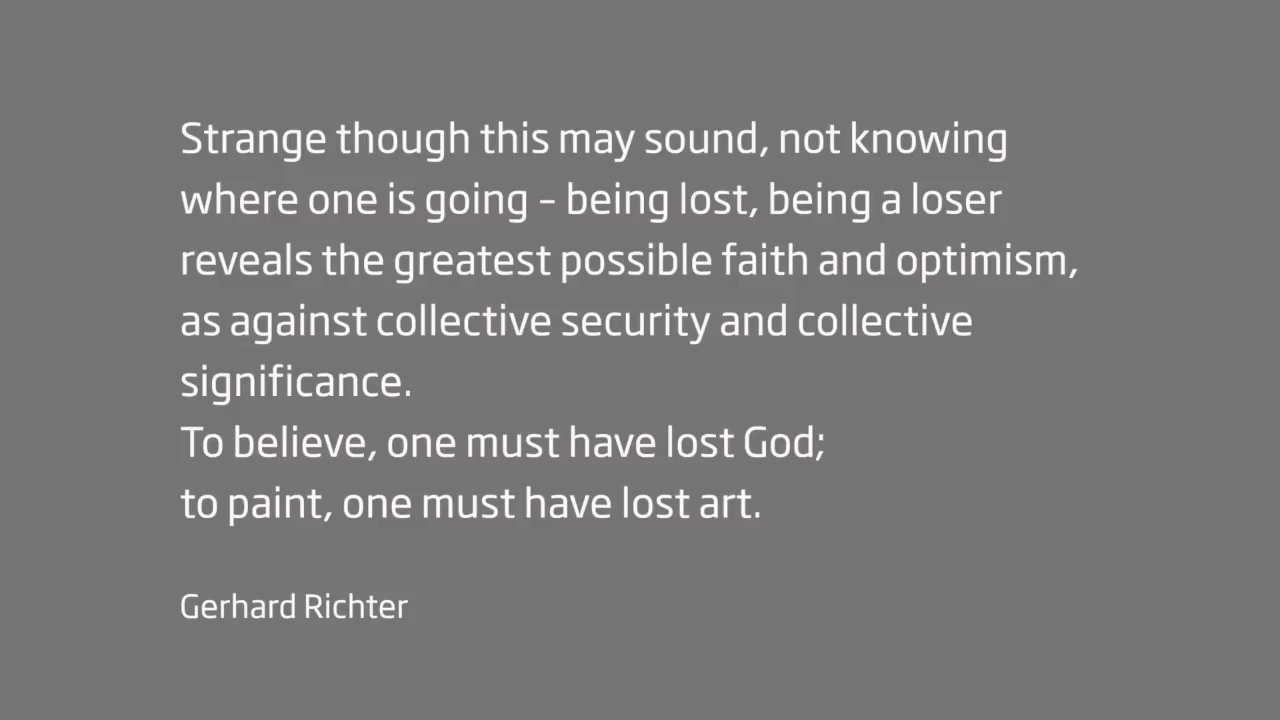 Strange though this may sound, not knowing
where one is going – being lost, being a loser
reveals the greatest possible faith and optimism,
as against collective security and collective
significance.
To believe, one must have lost God;
to paint, one must have lost art.
Gerhard Richter